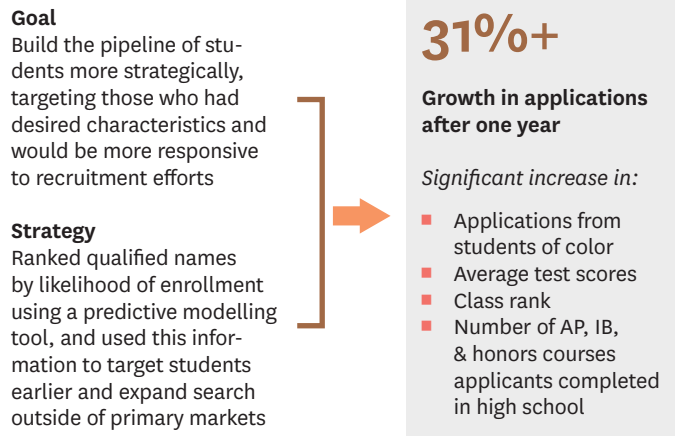 Goal
Build the pipeline of stu-
dents more strategically,
targeting those who had
desired characteristics and
would be more responsive
to recruitment efforts
Strategy
Ranked qualified names
by likelihood of enrollment
using a predictive modelling
tool, and used this infor-
mation to target students
earlier and expand search
outside of primary markets
31%+
Growth in applications
after one year
Significant increase in:
Applications from
students of color
Average test scores
Class rank
Number of AP, IB,
& honors courses
applicants completed
in high school